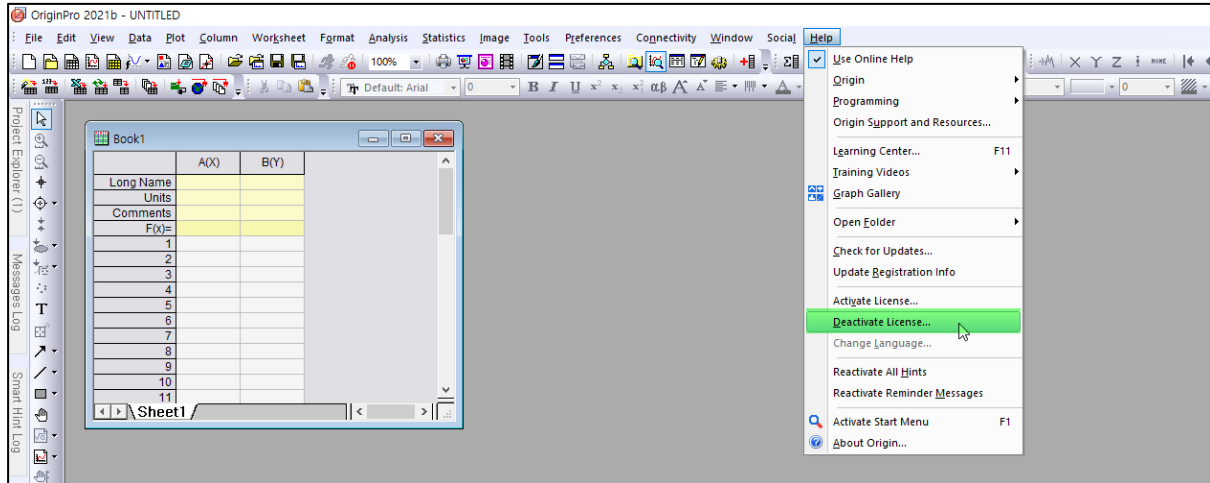 OriginPro 2021b - UNTITLED
File Edit View Data Plot Column Worksheet Format Analysis Statistics Image Tools Preferences Connectivity Window Social Help
100%
Default: Arial 0 B I U x² x₂ αβ A A A
X Y Z 0
Project Explorer (1)
Messages Log
Smart Hint Log
T
Book1
A(X) B(Y)
Long Name
Units
Comments
F(x)=
1
2
3
4
5
6
7
8
9
10
11
Sheet1
Use Online Help
Origin
Programming
Origin Support and Resources...
Learning Center... F11
Training Videos
Graph Gallery
Open Folder
Check for Updates...
Update Registration Info
Activate License...
Deactivate License...
Change Language...
Reactivate All Hints
Reactivate Reminder Messages
Activate Start Menu F1
About Origin...